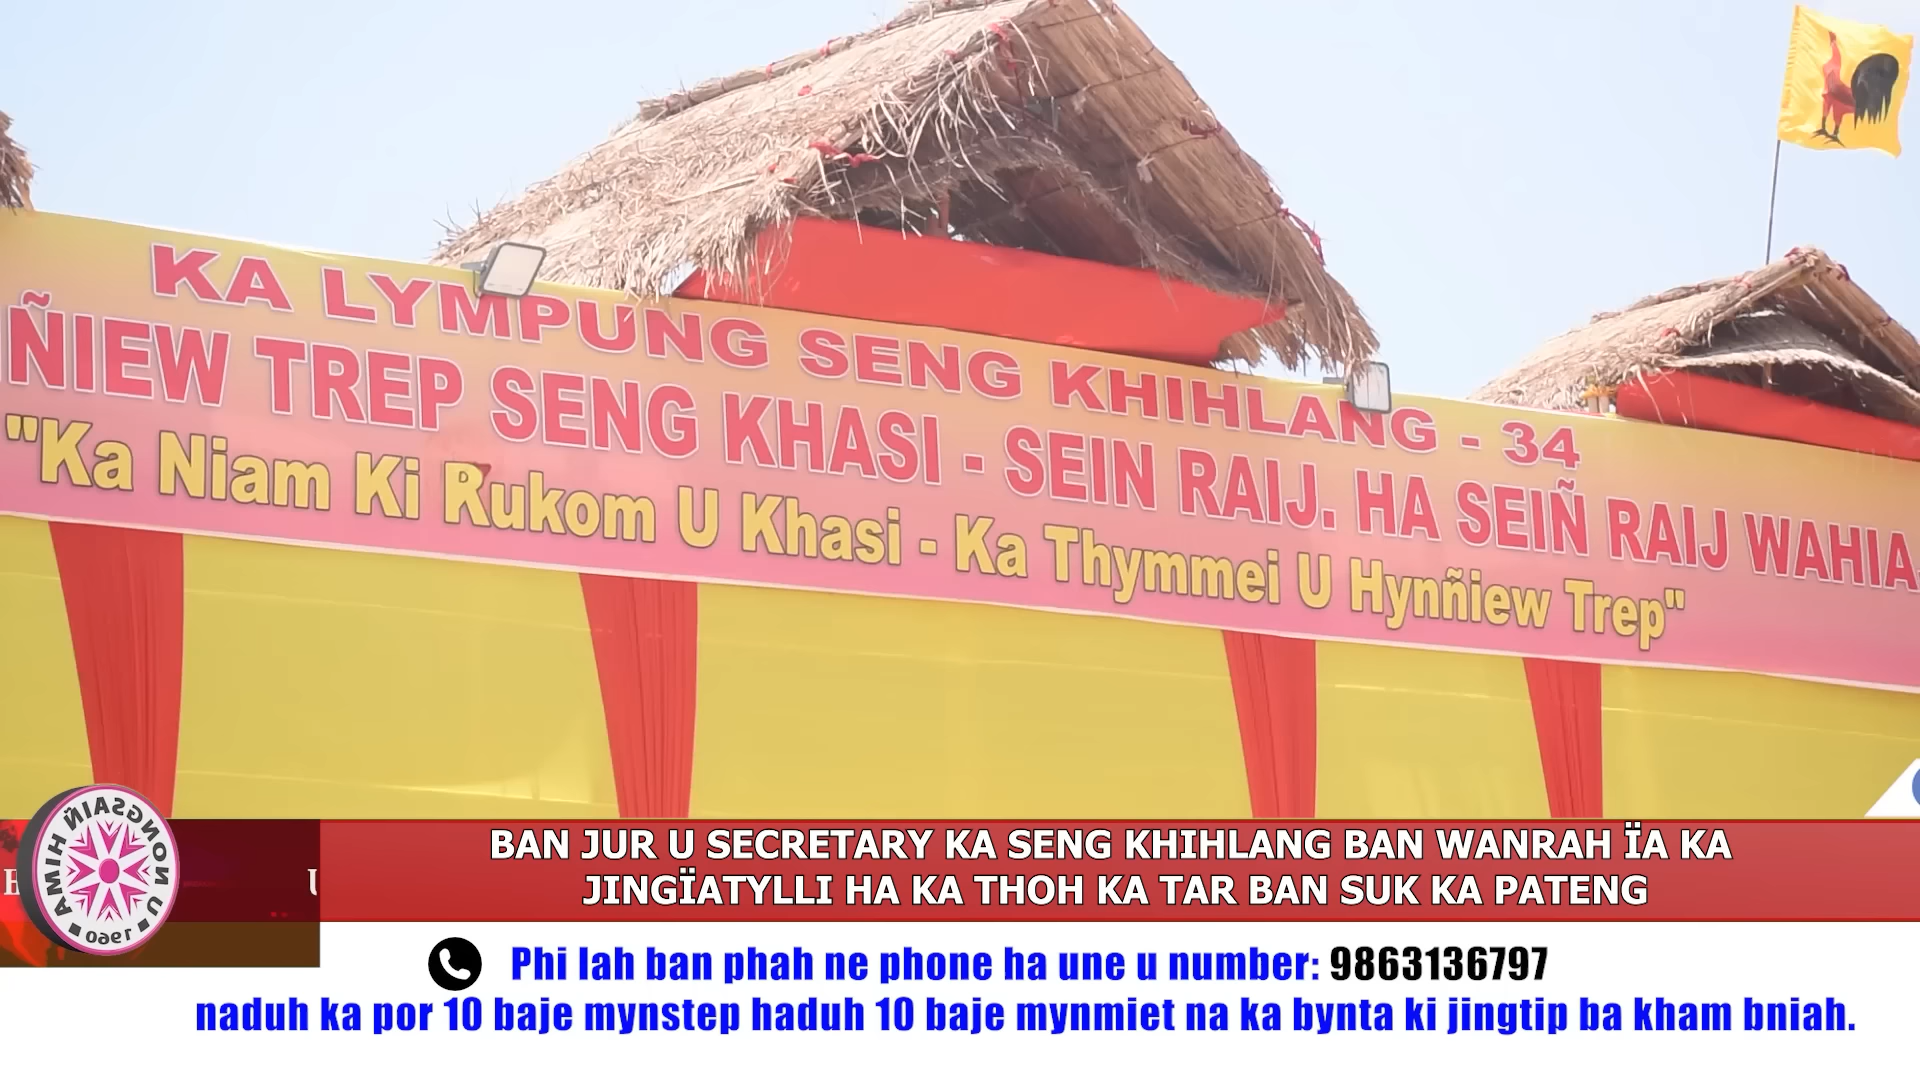 KA LYMPUNG SENG KHIHLANG - 34
ÑIEW TREP SENG KHASI - SEIN RAIJ. HA SEIÑ RAIJ WAHIA
"Ka Niam Ki Rukom U Khasi - Ka Thymmei U Hynñiew Trep"
BAN JUR U SECRETARY KA SENG KHIHLANG BAN WANRAH ÏA KA
JINGÏATYLLI HA KA THOH KA TAR BAN SUK KA PATENG
NONGSAIÑ HIMA U 1960
Phi lah ban phah ne phone ha une u number: 9863136797
naduh ka por 10 baje mynstep haduh 10 baje mynmiet na ka bynta ki jingtip ba kham bniah.